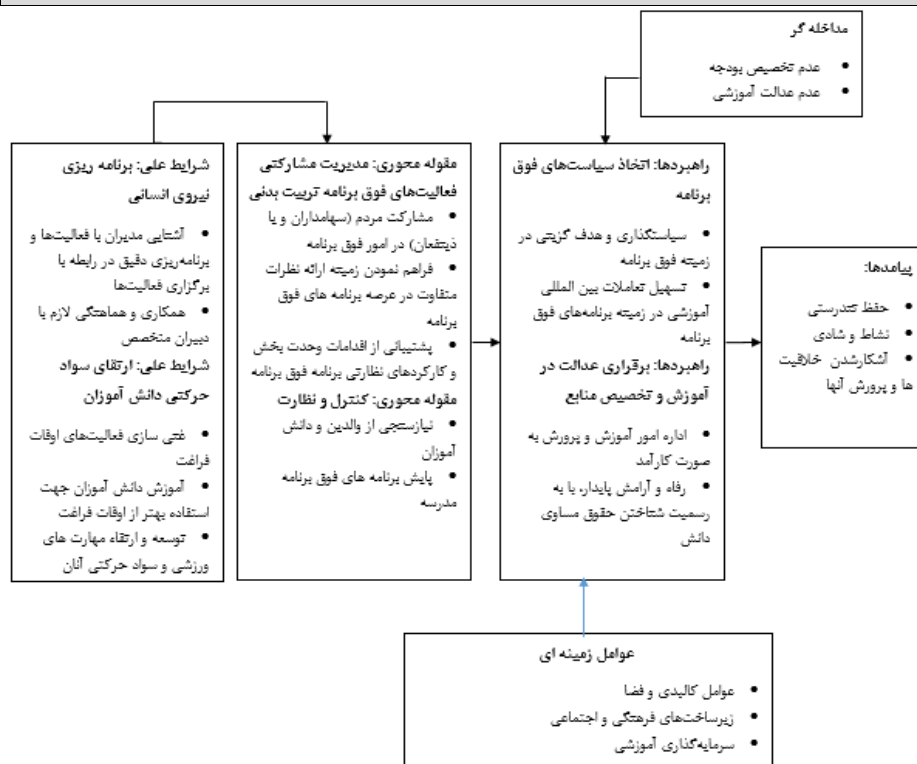 مداخله گر
• عدم تخصیص بودجه
• عدم عدالت آموزشی
شرایط علی: برنامه ریزی
نیروی انسانی
• آشنایی مدیران با فعالیت‌ها و
برنامه‌ریزی دقیق در رابطه با
برگزاری فعالیت‌ها
• همکاری و هماهنگی لازم با
دبیران متخصص
شرایط علی: ارتقای سواد
حرکتی دانش آموزان
• غنی سازی فعالیت‌های اوقات
فراغت
• آموزش دانش آموزان جهت
استفاده بهتر از اوقات فراغت
• توسعه و ارتقاء مهارت های
ورزشی و سواد حرکتی آنان
مقوله محوری: مدیریت مشارکتی
فعالیت‌های فوق برنامه تربیت بدنی
• مشارکت مردم (سهامداران و یا
ذینفعان) در امور فوق برنامه
• فراهم نمودن زمینه ارائه نظرات
متفاوت در عرصه برنامه های فوق
برنامه
• پشتیبانی از اقدامات وحدت بخش
و کارکردهای نظارتی برنامه فوق برنامه
مقوله محوری: کنترل و نظارت
• نیازسنجی از والدین و دانش
آموزان
• پایش برنامه های فوق برنامه
مدرسه
راهبردها: اتخاذ سیاست‌های فوق
برنامه
• سیاستگذاری و هدف گزینی در
زمینه فوق برنامه
• تسهیل تعاملات بین المللی
آموزشی در زمینه برنامه‌های فوق
برنامه
راهبردها: برقراری عدالت در
آموزش و تخصیص منابع
• اداره امور آموزش و پرورش به
صورت کارآمد
• رفاه و آرامش پایدار، با به
رسمیت شناختن حقوق مساوی
دانش
پیامدها:
• حفظ تندرستی
• نشاط و شادی
• آشکارشدن خلاقیت
ها و پرورش آنها
عوامل زمینه ای
• عوامل کالبدی و فضا
• زیرساخت‌های فرهنگی و اجتماعی
• سرمایه‌گذاری آموزشی